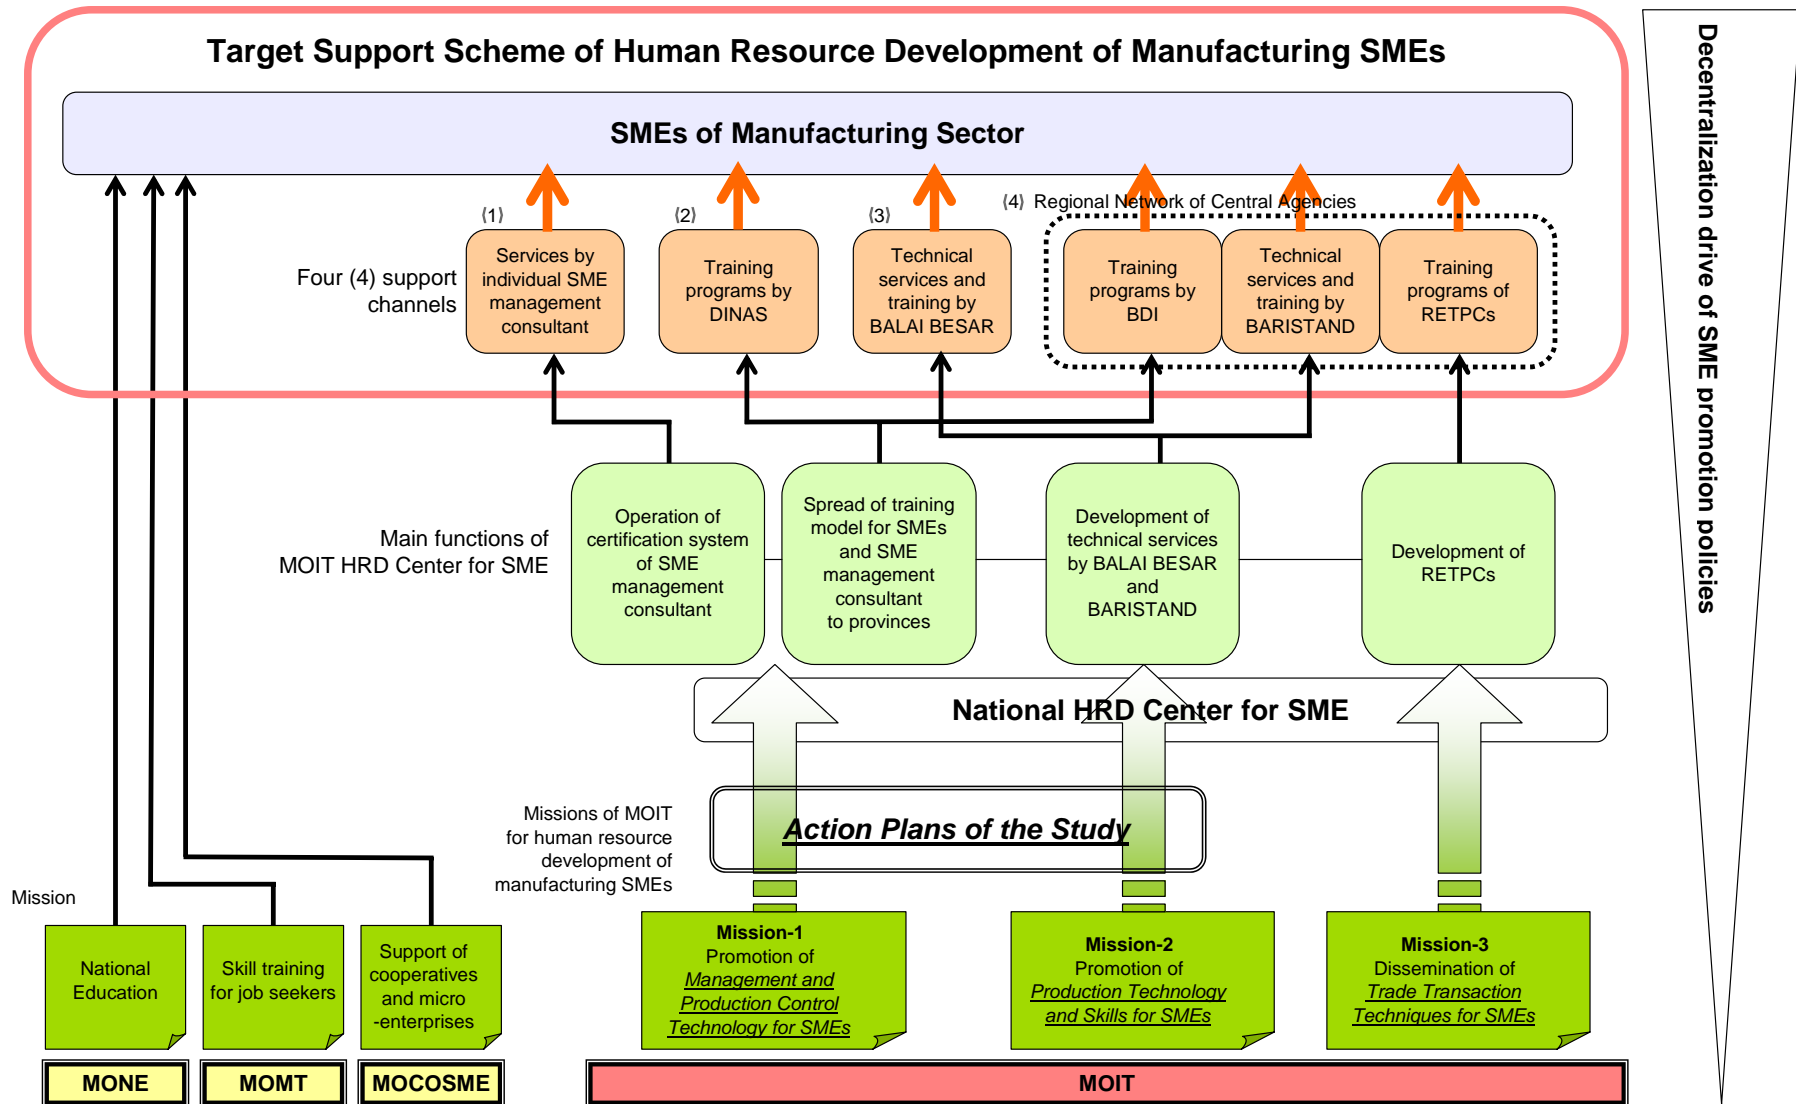 Target Support Scheme of Human Resource Development of Manufacturing SMEs
SMEs of Manufacturing Sector
(1)
(2)
(3)
(4) Regional Network of Central Agencies
Four (4) support
channels
Services by
individual SME
management
consultant
Training
programs by
DINAS
Technical
services and
training by
BALAI BESAR
Training
programs by
BDI
Technical
services and
training by
BARISTAND
Training
programs of
RETPCs
Main functions of
MOIT HRD Center for SME
Operation of
certification system
of SME
management
consultant
Spread of training
model for SMEs
and SME
management
consultant
to provinces
Development of
technical services
by BALAI BESAR
and
BARISTAND
Development of
RETPCs
National HRD Center for SME
Missions of MOIT
for human resource
development of
manufacturing SMEs
Action Plans of the Study
Mission
National
Education
Skill training
for job seekers
Support of
cooperatives
and micro
-enterprises
Mission-1
Promotion of
Management and
Production Control
Technology for SMEs
Mission-2
Promotion of
Production Technology
and Skills for SMEs
Mission-3
Dissemination of
Trade Transaction
Techniques for SMEs
MONE
MOMT
MOCOSME
MOIT
Decentralization drive of SME promotion policies